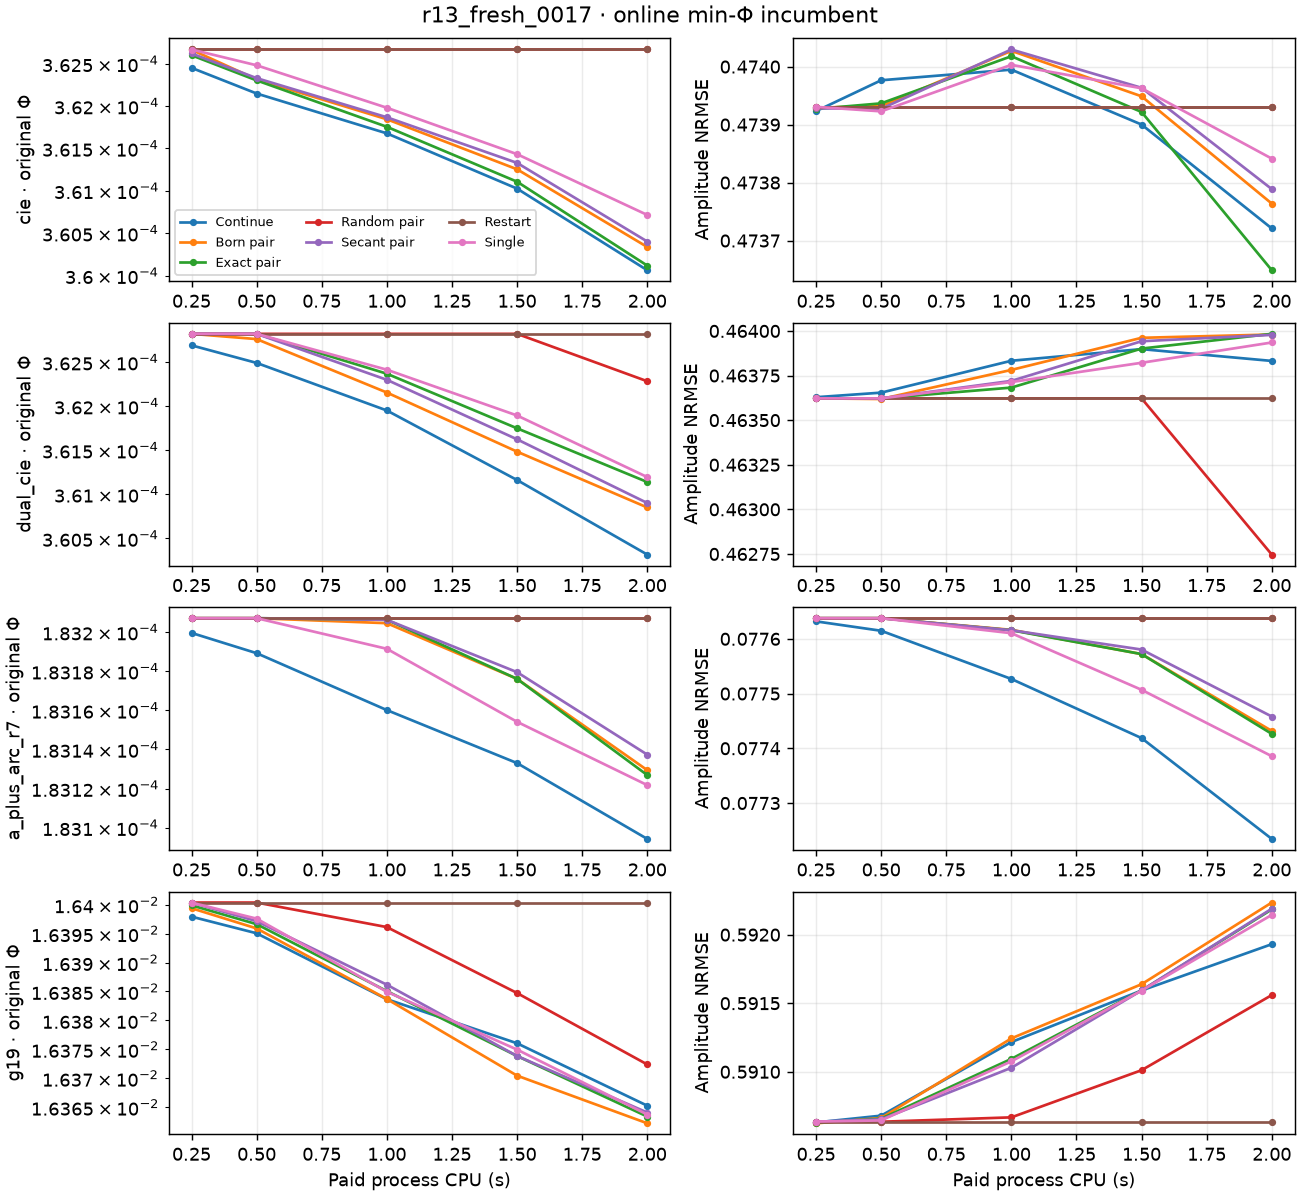 r13_fresh_0017 · online min-Φ incumbent
cie · original Φ
3.625 × 10⁻⁴
3.62 × 10⁻⁴
3.615 × 10⁻⁴
3.61 × 10⁻⁴
3.605 × 10⁻⁴
3.6 × 10⁻⁴
Continue
Born pair
Exact pair
Random pair
Secant pair
Restart
Single
0.25 0.50 0.75 1.00 1.25 1.50 1.75 2.00
Amplitude NRMSE
0.4740
0.4739
0.4738
0.4737
0.25 0.50 0.75 1.00 1.25 1.50 1.75 2.00
dual_cie · original Φ
3.625 × 10⁻⁴
3.62 × 10⁻⁴
3.615 × 10⁻⁴
3.61 × 10⁻⁴
3.605 × 10⁻⁴
0.25 0.50 0.75 1.00 1.25 1.50 1.75 2.00
Amplitude NRMSE
0.46400
0.46375
0.46350
0.46325
0.46300
0.46275
0.25 0.50 0.75 1.00 1.25 1.50 1.75 2.00
a_plus_arc_r7 · original Φ
1.832 × 10⁻⁴
1.8318 × 10⁻⁴
1.8316 × 10⁻⁴
1.8314 × 10⁻⁴
1.8312 × 10⁻⁴
1.831 × 10⁻⁴
0.25 0.50 0.75 1.00 1.25 1.50 1.75 2.00
Amplitude NRMSE
0.0776
0.0775
0.0774
0.0773
0.25 0.50 0.75 1.00 1.25 1.50 1.75 2.00
g19 · original Φ
1.64 × 10⁻²
1.6395 × 10⁻²
1.639 × 10⁻²
1.6385 × 10⁻²
1.638 × 10⁻²
1.6375 × 10⁻²
1.637 × 10⁻²
1.6365 × 10⁻²
0.25 0.50 0.75 1.00 1.25 1.50 1.75 2.00
Paid process CPU (s)
Amplitude NRMSE
0.5920
0.5915
0.5910
0.25 0.50 0.75 1.00 1.25 1.50 1.75 2.00
Paid process CPU (s)